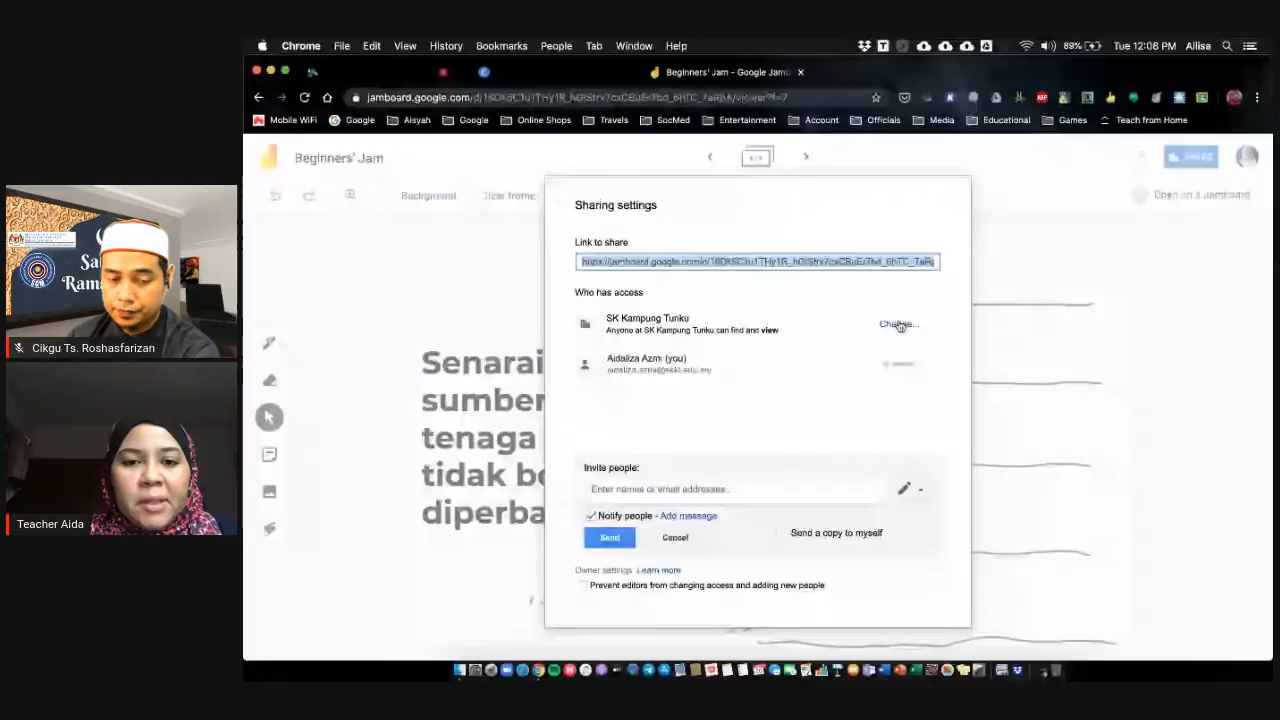 Chrome File Edit View History Bookmarks People Tab Window Help
89% Tue 12:08 PM Allisa
Beginners' Jam - Google Jam
Mobile WiFi Google Aisyah Google Online Shops Travels SocMed Entertainment Account Officials Media Educational Games Teach from Home
Beginners' Jam
SHARE
Background Clear frame
Open on a Jamboard
Sharing settings
Link to share
Who has access
SK Kampung Tunku
Anyone at SK Kampung Tunku can find and view
Change...
Aidaliza Azmi (you)
Senarai
sumber
tenaga
tidak bo
diperba
Invite people:
Enter names or email addresses...
Notify people - Add message
Send Cancel
Send a copy to myself
Owner settings Learn more
Prevent editors from changing access and adding new people
Cikgu Ts. Roshasfarizan
Teacher Aida